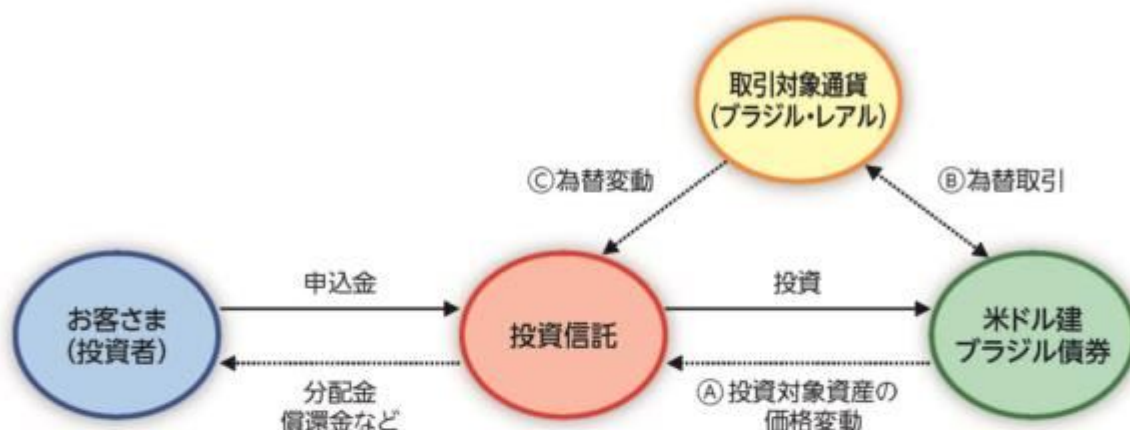 取引対象通貨
(ブラジル・レアル)
Ⓒ為替変動
Ⓑ為替取引
申込金
投資
お客さま
(投資者)
投資信託
米ドル建
ブラジル債券
分配金
償還金など
Ⓐ投資対象資産の
価格変動